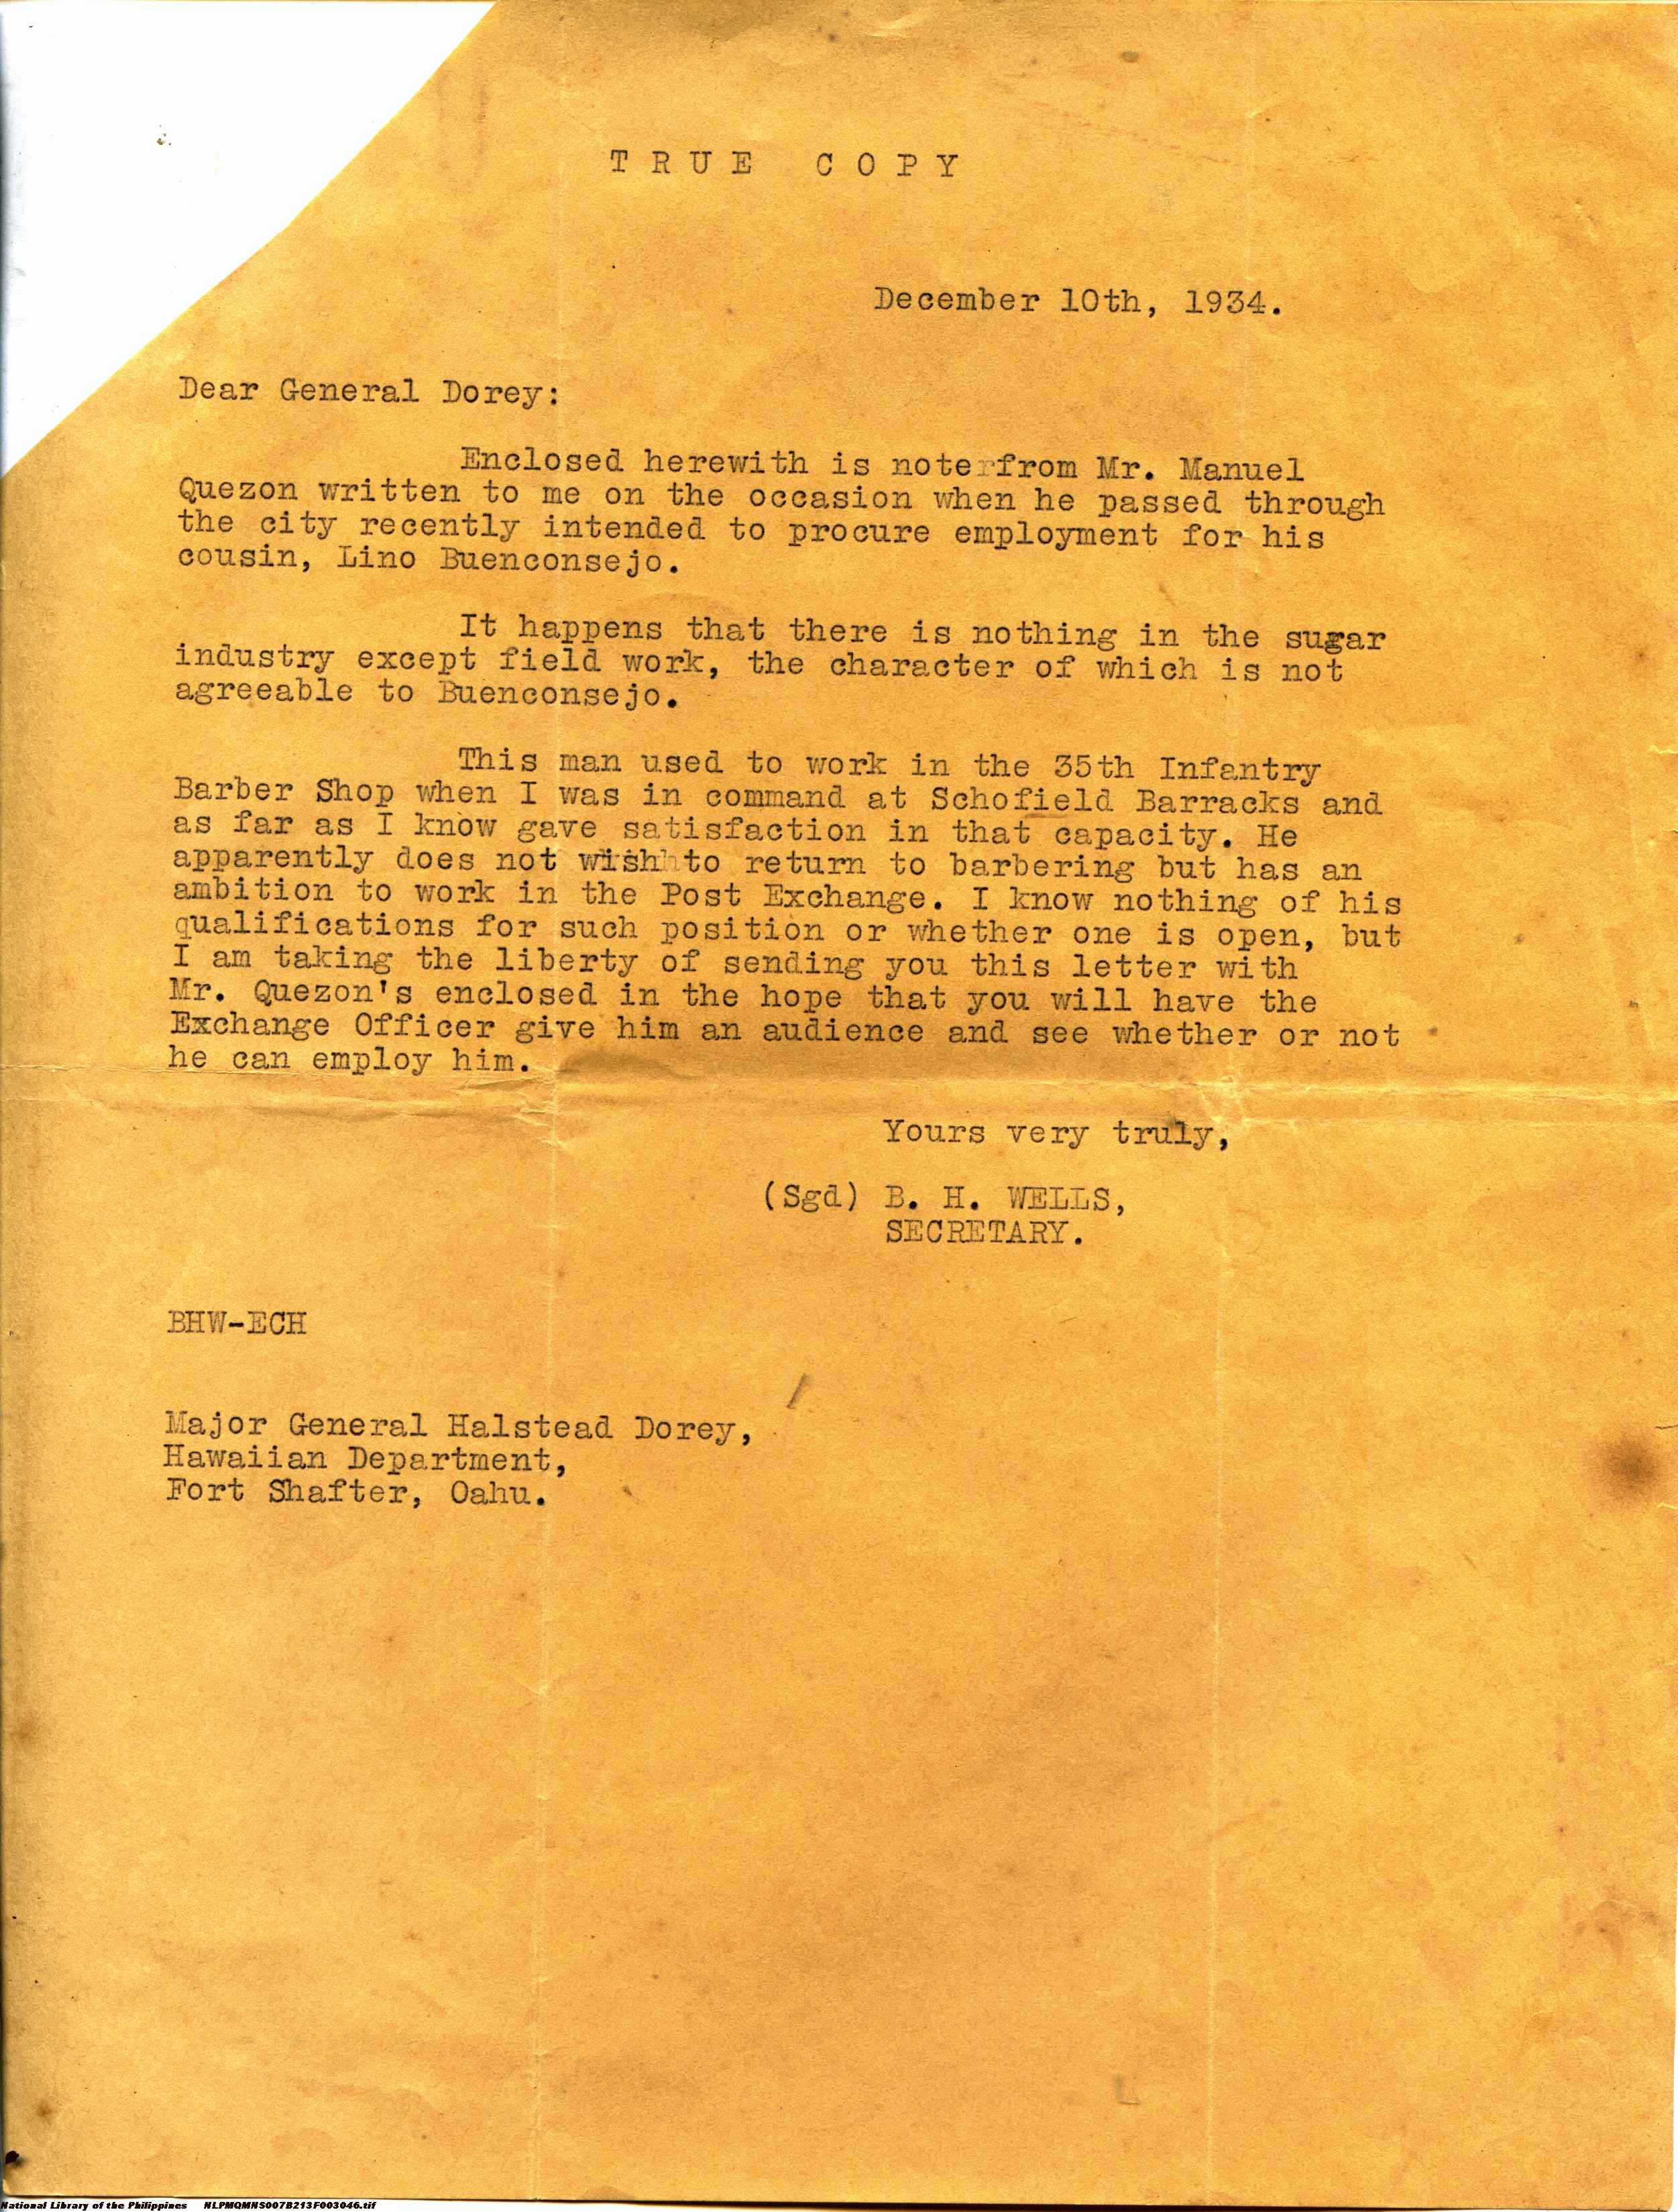 TRUE COPY
December 10th, 1934.
Dear General Dorey:
Enclosed herewith is note from Mr. Manuel
Quezon written to me on the occasion when he passed through
the city recently intended to procure employment for his
cousin, Lino Buenconsejo.
It happens that there is nothing in the sugar
industry except field work, the character of which is not
agreeable to Buenconsejo.
This man used to work in the 35th Infantry
Barber Shop when I was in command at Schofield Barracks and
as far as I know gave satisfaction in that capacity. He
apparently does not wish to return to barbering but has an
ambition to work in the Post Exchange. I know nothing of his
qualifications for such position or whether one is open, but
I am taking the liberty of sending you this letter with
Mr. Quezon's enclosed in the hope that you will have the
Exchange Officer give him an audience and see whether or not
he can employ him.
Yours very truly,
(Sgd) B. H. WELLS,
SECRETARY.
BHW-ECH
Major General Halstead Dorey,
Hawaiian Department,
Fort Shafter, Oahu.
National Library of the Philippines NLPMQMNS007B213F003046.tif